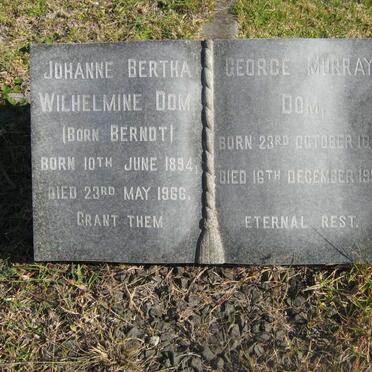 JOHANNE BERTHA
WILHELMINE DOM
(BORN BERNDT)
BORN 10TH JUNE 1894,
DIED 23RD MAY 1966.
GRANT THEM
GEORGE MURRAY
DOM,
BORN 23RD OCTOBER
DIED 16TH DECEMBER
ETERNAL REST.